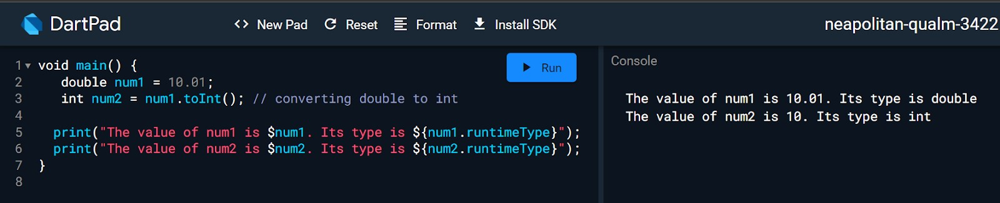 DartPad
<> New Pad
Reset
Format
Install SDK
neapolitan-qualm-3422
1 void main() {
2    double num1 = 10.01;
3    int num2 = num1.toInt(); // converting double to int
4
5   print("The value of num1 is $num1. Its type is ${num1.runtimeType}");
6   print("The value of num2 is $num2. Its type is ${num2.runtimeType}");
7 }
8
Run
Console
The value of num1 is 10.01. Its type is double
The value of num2 is 10. Its type is int